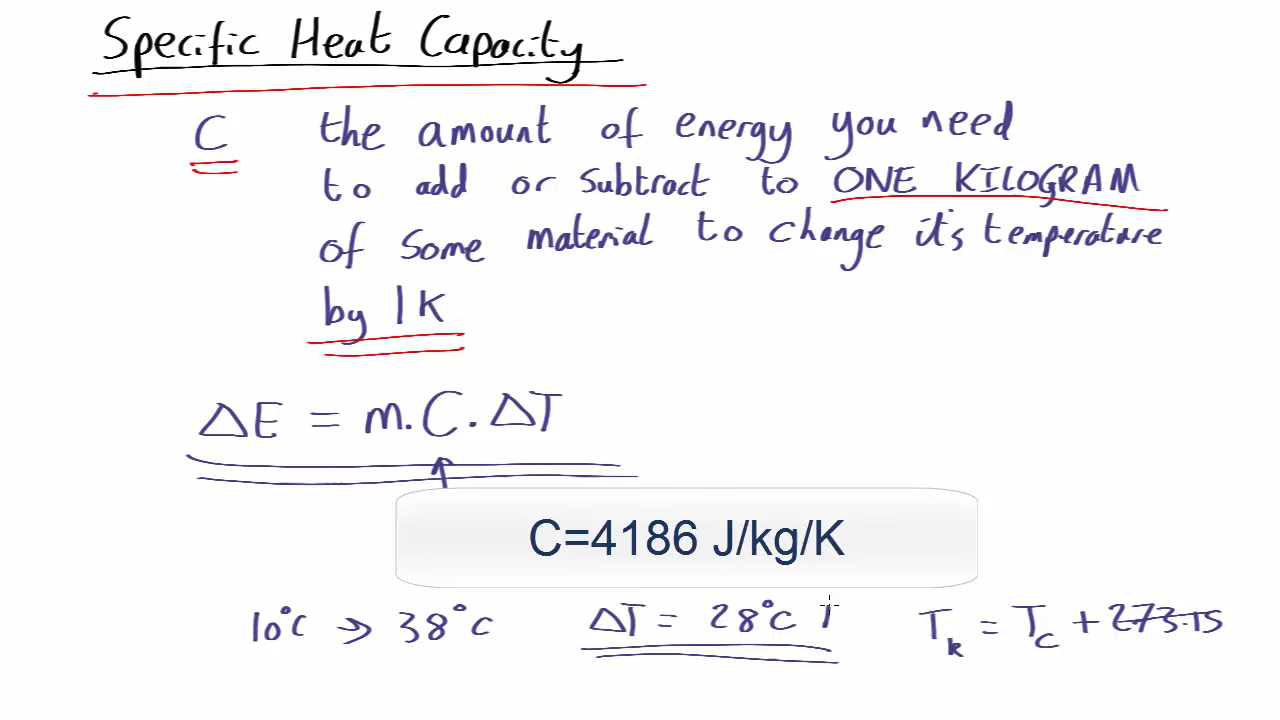 Specific Heat Capacity
C the amount of energy you need
to add or subtract to ONE KILOGRAM
of some material to change it's temperature
by 1K
ΔE = m.C.ΔT
C=4186 J/kg/K
10°C → 38°C ΔT = 28°C T_K = T_C + 273.15